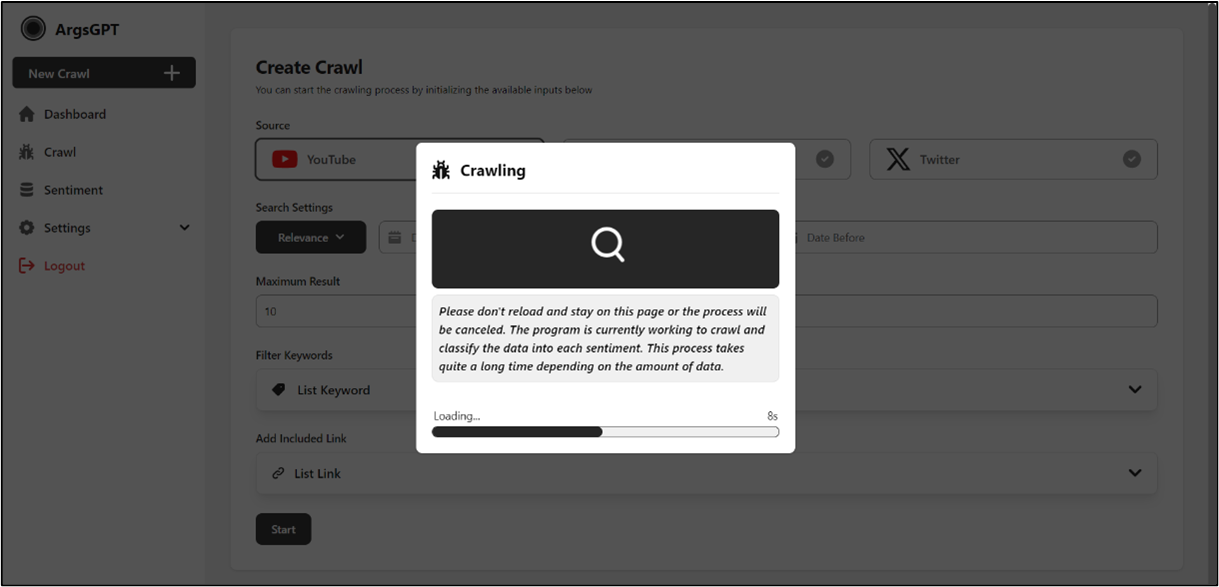 ArgsGPT
New Crawl
Dashboard
Crawl
Sentiment
Settings
Logout
Create Crawl
You can start the crawling process by initializing the available inputs below
Source
YouTube
Twitter
Search Settings
Relevance
Date Before
Maximum Result
10
Filter Keywords
List Keyword
Add Included Link
List Link
Start
Crawling
Please don't reload and stay on this page or the process will
be canceled. The program is currently working to crawl and
classify the data into each sentiment. This process takes
quite a long time depending on the amount of data.
Loading... 8s